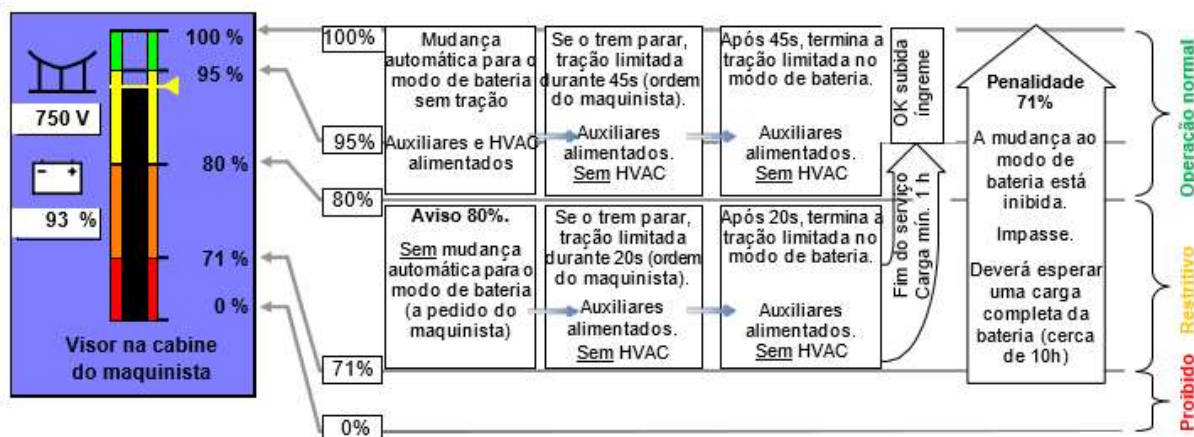 100 %
95 %
750 V
80 %
93 %
71 %
0 %
Visor na cabine
do maquinista
100%
95%
80%
71%
0%
Mudança
automática para o
modo de bateria
sem tração
Auxiliares e HVAC
alimentados
Se o trem parar,
tração limitada
durante 45s (ordem
do maquinista).
Auxiliares
alimentados.
Sem HVAC
Após 45s, termina a
tração limitada no
modo de bateria.
Auxiliares
alimentados.
Sem HVAC
OK subida
íngreme
Aviso 80%.
Sem mudança
automática para o
modo de bateria
(a pedido do
maquinista)
Se o trem parar,
tração limitada
durante 20s (ordem
do maquinista).
Auxiliares
alimentados.
Sem HVAC
Após 20s, termina a
tração limitada no
modo de bateria.
Auxiliares
alimentados.
Sem HVAC
Fim do serviço
Carga mín. 1 h
Penalidade
71%
A mudança ao
modo de
bateria está
inibida.
Impasse.
Deverá esperar
uma carga
completa da
bateria (cerca
de 10h)
Operação normal
Restritivo
Proibido